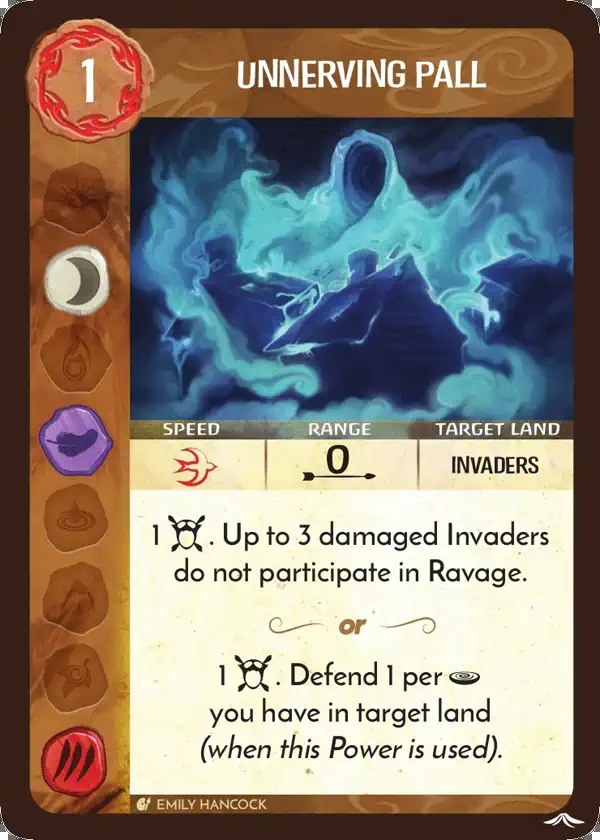 1
UNNERVING PALL
SPEED RANGE TARGET LAND
0 INVADERS
1 . Up to 3 damaged Invaders
do not participate in Ravage.
or
1 . Defend 1 per
you have in target land
(when this Power is used).
EMILY HANCOCK